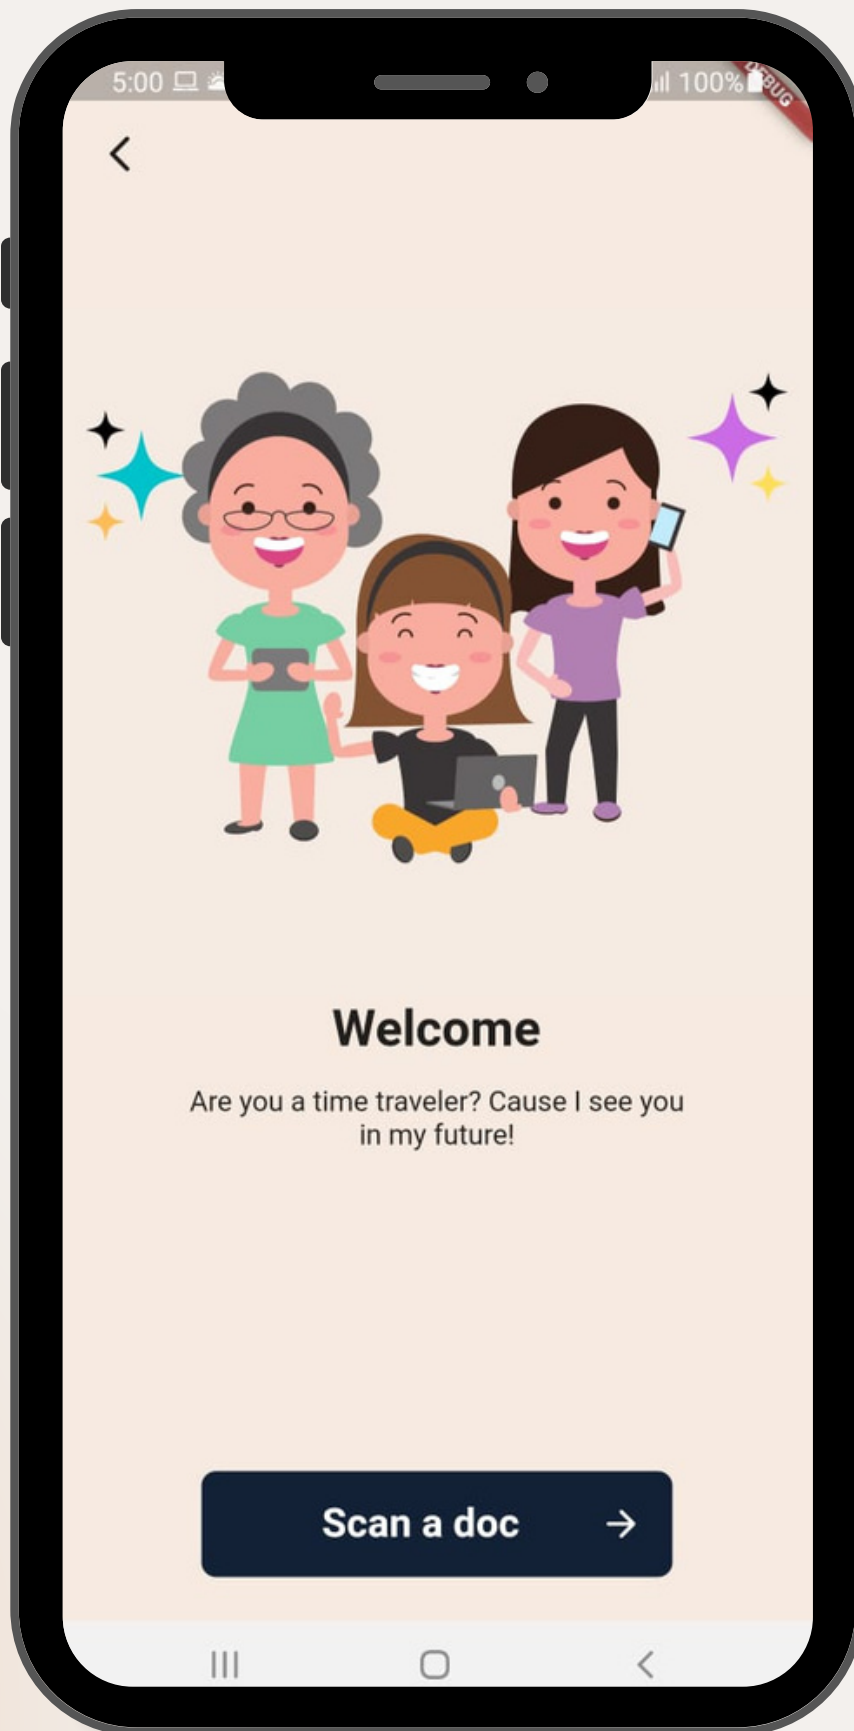 5:00
100%
DEBUG
Welcome
Are you a time traveler? Cause I see you
in my future!
Scan a doc